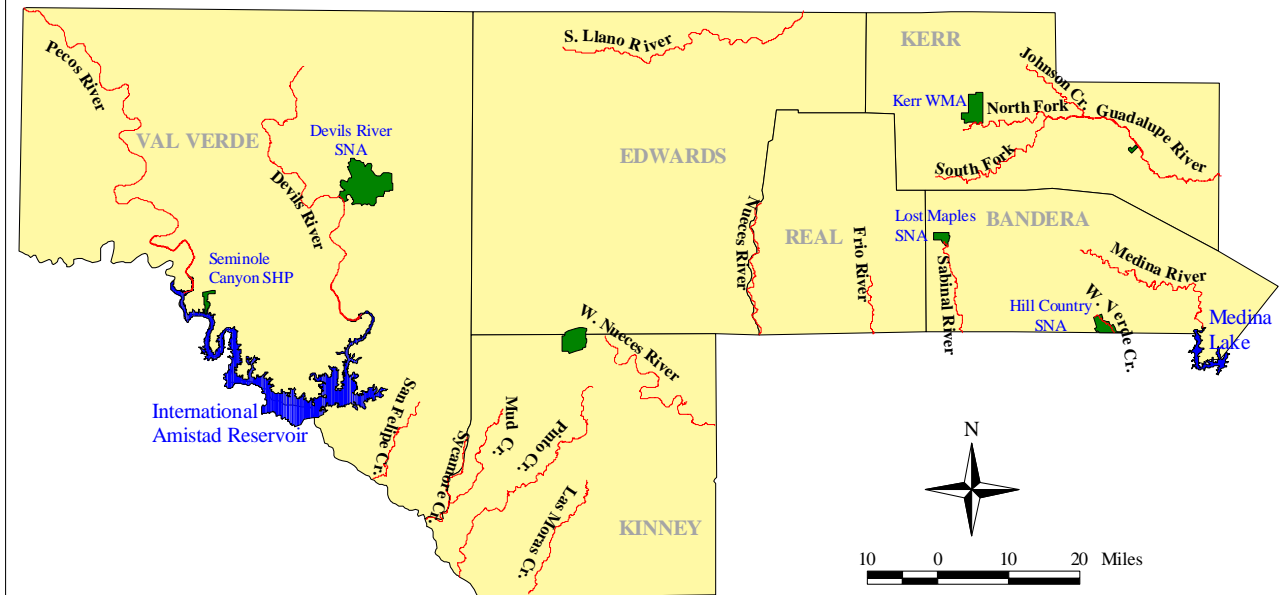 Pecos River
S. Llano River
KERR
Johnson Cr.
Kerr WMA
North Fork
Guadalupe River
VAL VERDE
Devils River
SNA
EDWARDS
South Fork
Devils River
Nueces River
REAL
Frio River
Lost Maples
SNA
BANDERA
Sabinal River
Medina River
Seminole
Canyon SHP
Hill Country
SNA
W. Verde Cr.
Medina
Lake
W. Nueces River
International
Amistad Reservoir
San Felipe Cr.
Sycamore Cr.
Mud Cr.
Pinto Cr.
Las Moras Cr.
KINNEY
N
10 0 10 20 Miles